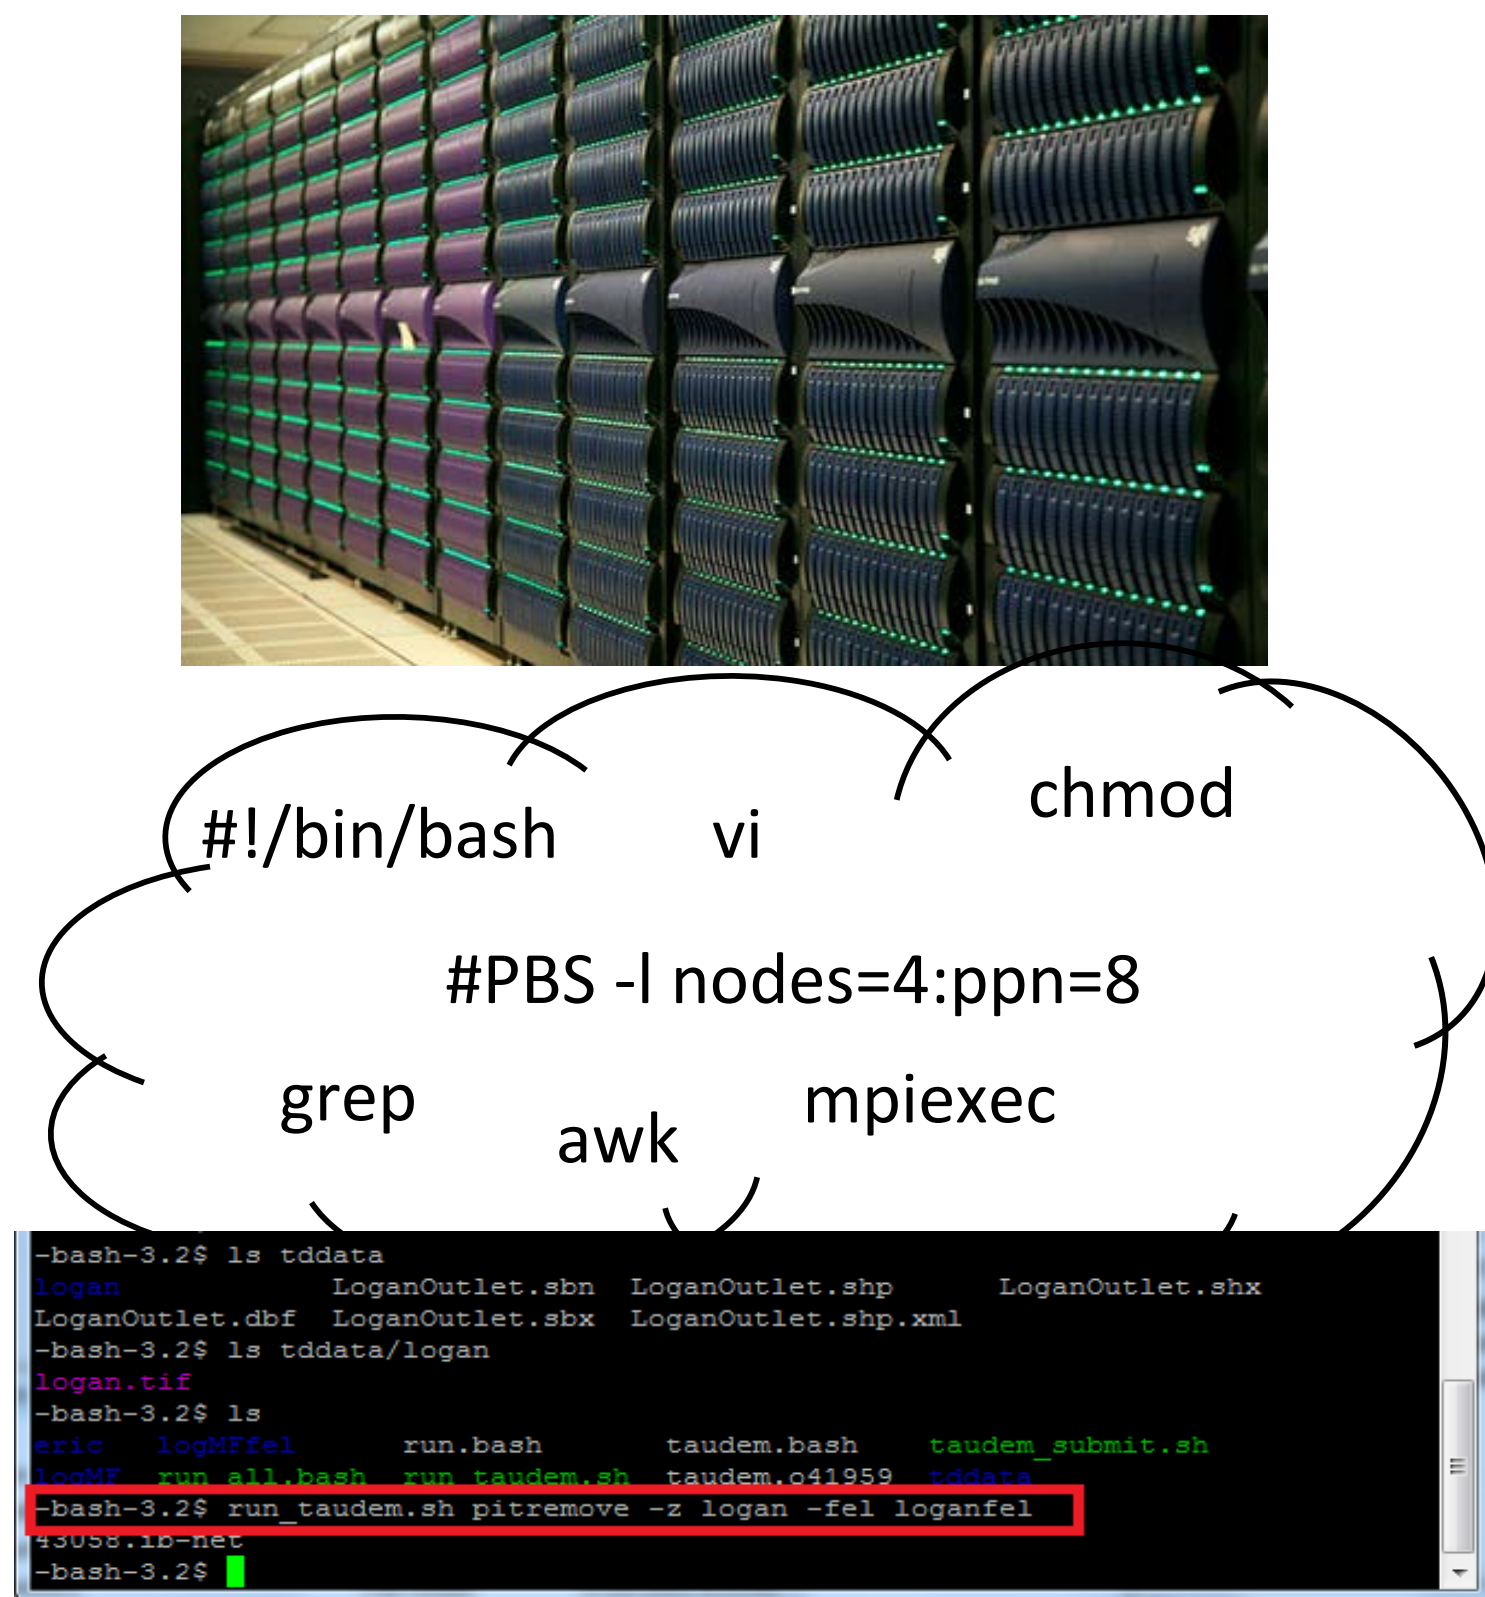 chmod
#!/bin/bash vi
#PBS -l nodes=4:ppn=8
grep mpiexec
awk
-bash-3.2$ ls tddata
logan LoganOutlet.sbn LoganOutlet.shp LoganOutlet.shx
LoganOutlet.dbf LoganOutlet.sbx LoganOutlet.shp.xml
-bash-3.2$ ls tddata/logan
logan.tif
-bash-3.2$ ls
eric logMFfel run.bash taudem.bash taudem_submit.sh
logMF run_all.bash run_taudem.sh taudem.o41959 tddata
-bash-3.2$ run_taudem.sh pitremove -z logan -fel loganfel
43058.ib-net
-bash-3.2$